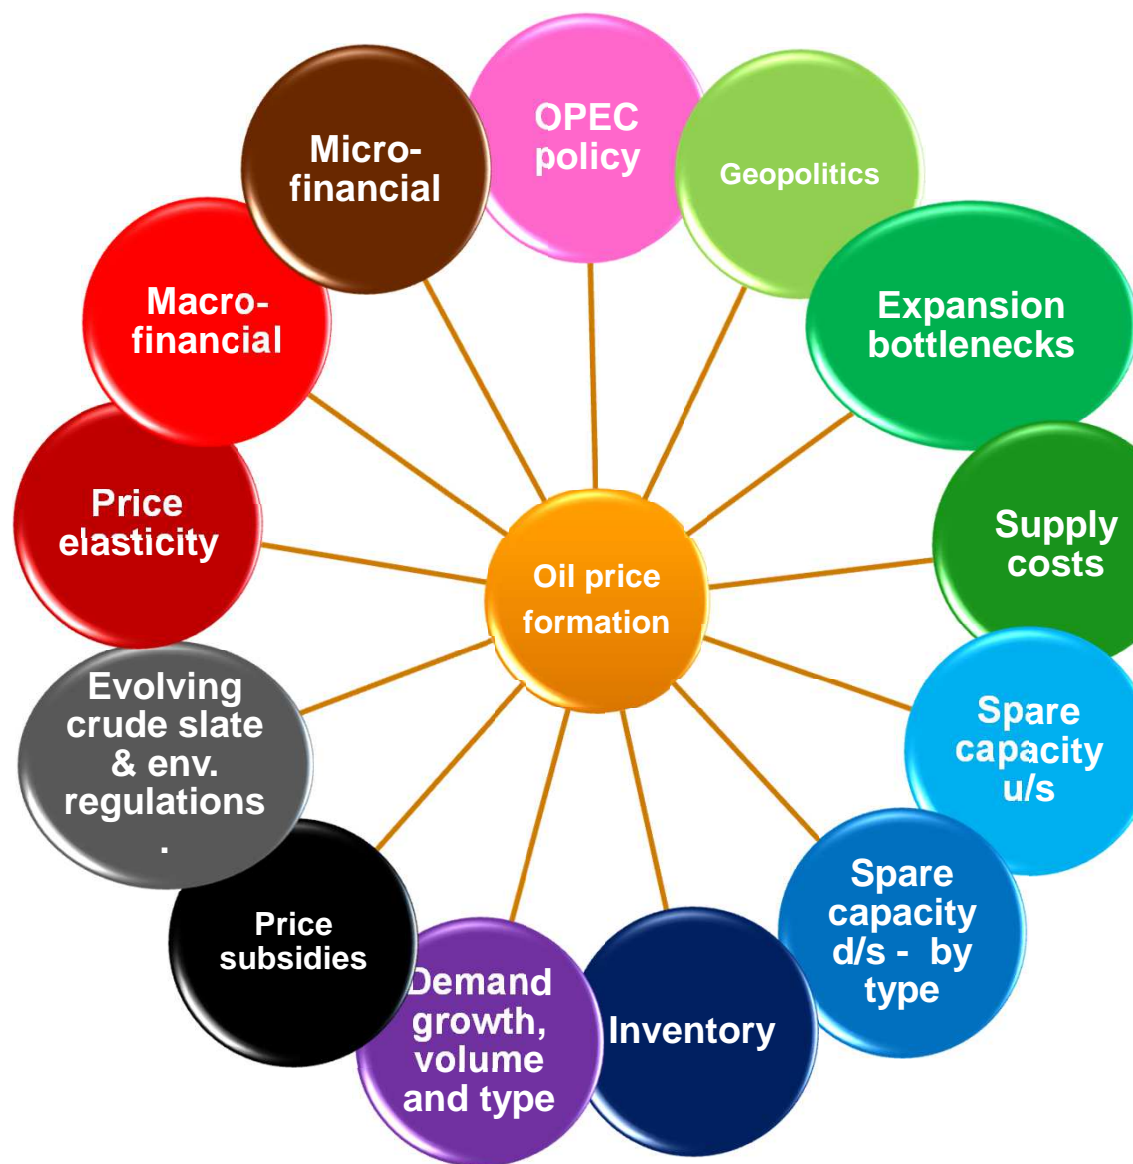 OPEC
policy
Geopolitics
Expansion
bottlenecks
Supply
costs
Spare
capacity
u/s
Spare
capacity
d/s - by
type
Inventory
Demand
growth,
volume
and type
Price
subsidies
Evolving
crude slate
& env.
regulations
.
Price
elasticity
Macro-
financial
Micro-
financial
Oil price
formation